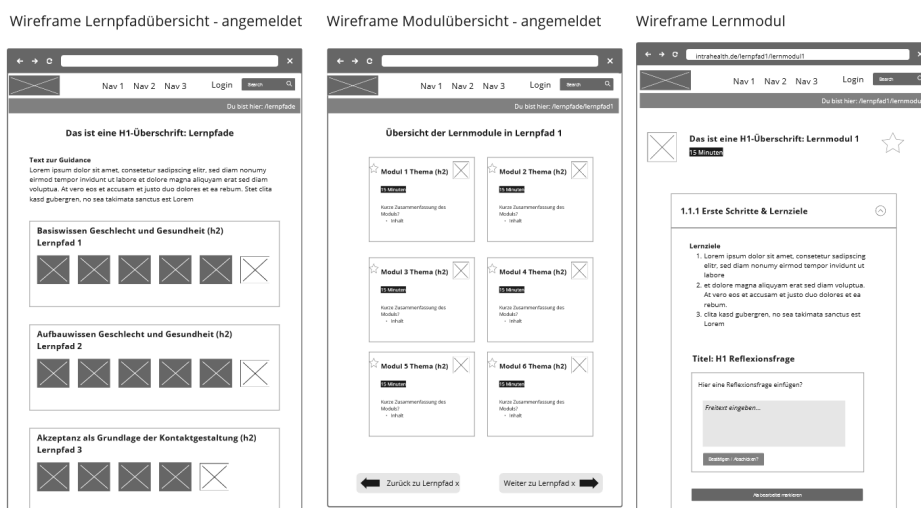 Wireframe Lernpfadübersicht - angemeldet
Nav 1 Nav 2 Nav 3 Login Search
Du bist hier: /lernpfade
Das ist eine H1-Überschrift: Lernpfade
Text zur Guidance
Lorem ipsum dolor sit amet, consetetur sadipscing elitr, sed diam nonumy
eirmod tempor invidunt ut labore et dolore magna aliquyam erat sed diam
voluptua. At vero eos et accusam et justo duo dolores et ea rebum. Stet clita
kasd gubergren, no sea takimata sanctus est Lorem
Basiswissen Geschlecht und Gesundheit (h2)
Lernpfad 1
Aufbauwissen Geschlecht und Gesundheit (h2)
Lernpfad 2
Akzeptanz als Grundlage der Kontaktgestaltung (h2)
Lernpfad 3
Wireframe Modulübersicht - angemeldet
Nav 1 Nav 2 Nav 3 Login Search
Du bist hier: /lernpfade/lernpfad1
Übersicht der Lernmodule in Lernpfad 1
Modul 1 Thema (h2)
15 Minuten
Kurze Zusammenfassung des
Moduls?
- Inhalt
Modul 2 Thema (h2)
15 Minuten
Kurze Zusammenfassung des
Moduls?
- Inhalt
Modul 3 Thema (h2)
15 Minuten
Kurze Zusammenfassung des
Moduls?
- Inhalt
Modul 4 Thema (h2)
15 Minuten
Kurze Zusammenfassung des
Moduls?
- Inhalt
Modul 5 Thema (h2)
15 Minuten
Kurze Zusammenfassung des
Moduls?
- Inhalt
Modul 6 Thema (h2)
15 Minuten
Kurze Zusammenfassung des
Moduls?
- Inhalt
Zurück zu Lernpfad x
Weiter zu Lernpfad x
Wireframe Lernmodul
intrahealth.de/lernpfad1/lernmodul1
Nav 1 Nav 2 Nav 3 Login Search
Du bist hier: /lernpfad1/lernmodu
Das ist eine H1-Überschrift: Lernmodul 1
15 Minuten
1.1.1 Erste Schritte & Lernziele
Lernziele
1. Lorem ipsum dolor sit amet, consetetur sadipscing
elitr, sed diam nonumy eirmod tempor invidunt ut
labore
2. et dolore magna aliquyam erat sed diam voluptua.
At vero eos et accusam et justo duo dolores et ea
rebum.
3. clita kasd gubergren, no sea takimata sanctus est
Lorem
Titel: H1 Reflexionsfrage
Hier eine Reflexionsfrage einfügen?
Freitext eingeben...
Bestätigen / Abschicken?
Als bearbeitet markieren